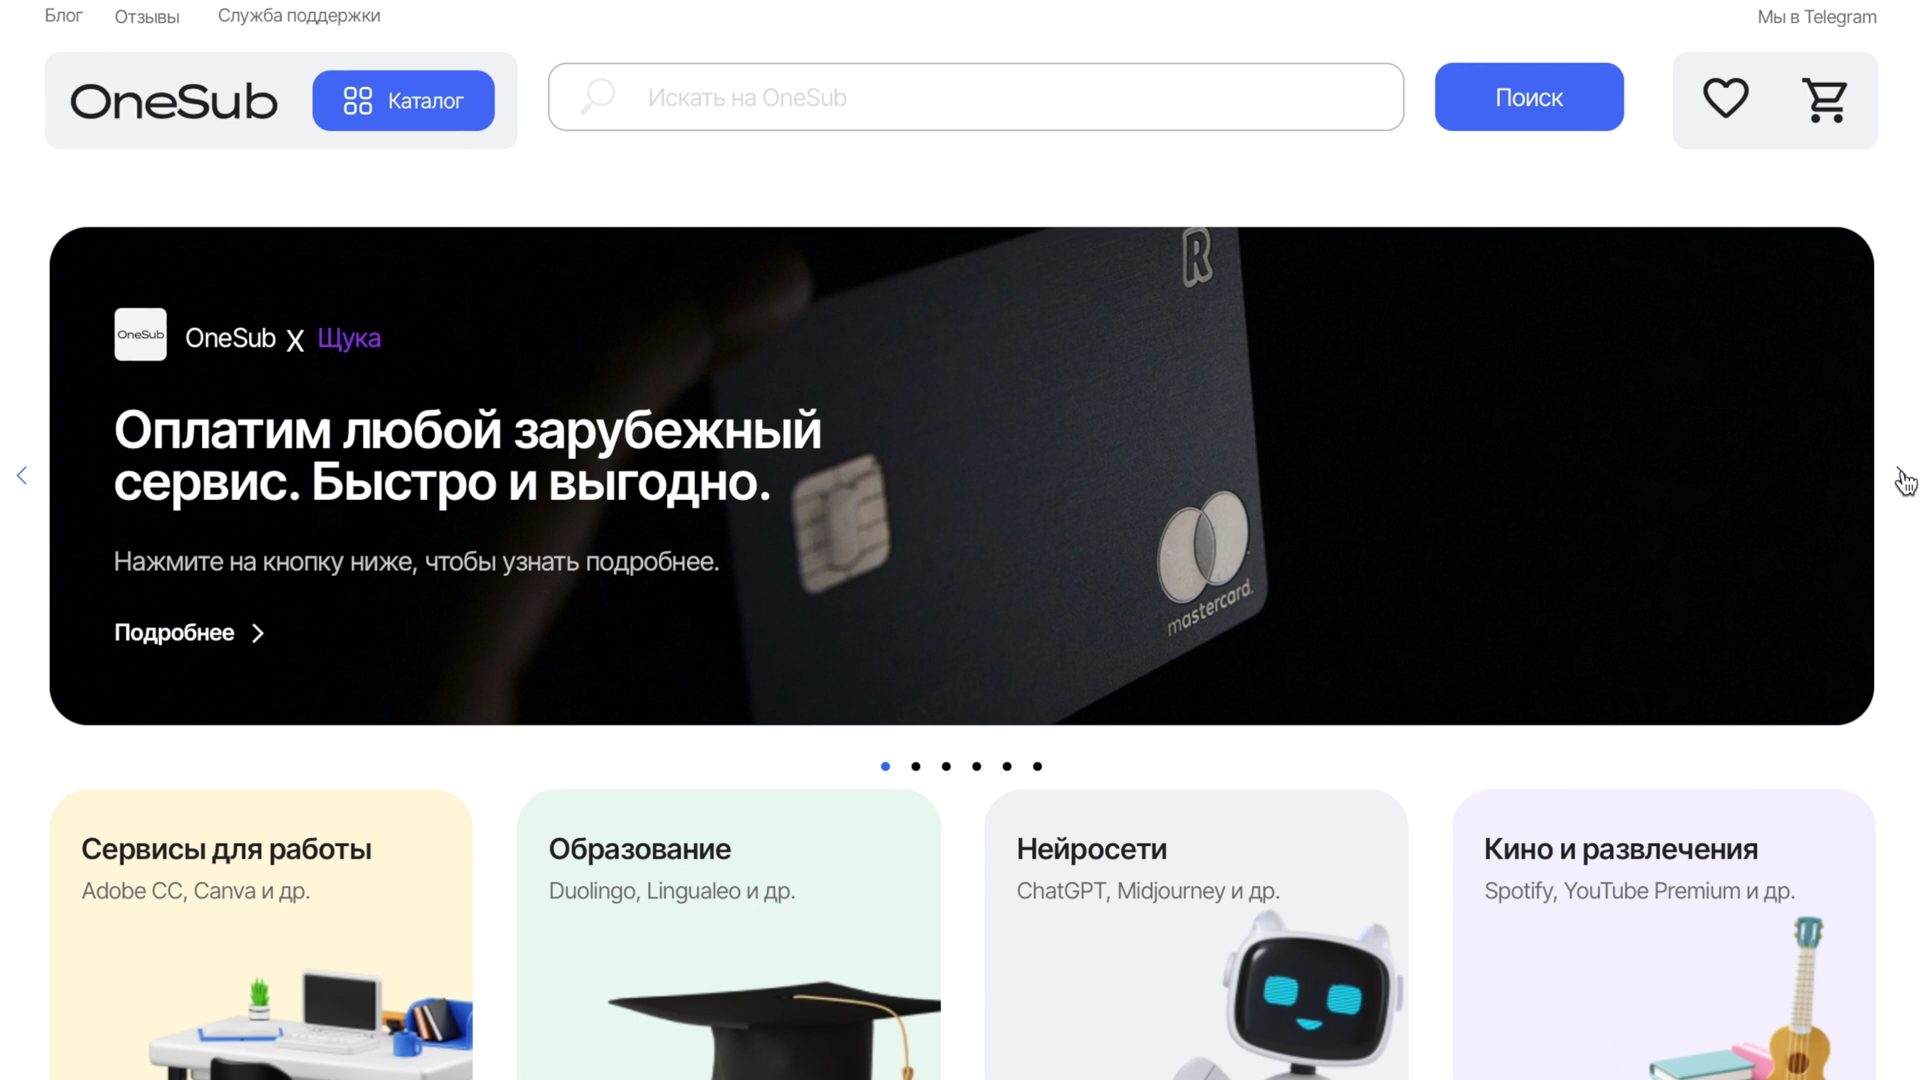 Блог Отзывы Служба поддержки Мы в Telegram
OneSub Каталог Искать на OneSub Поиск
OneSub OneSub X Щука
Оплатим любой зарубежный
сервис. Быстро и выгодно.
Нажмите на кнопку ниже, чтобы узнать подробнее.
Подробнее
R
mastercard
Сервисы для работы
Adobe CC, Canva и др.
Образование
Duolingo, Lingualeo и др.
Нейросети
ChatGPT, Midjourney и др.
Кино и развлечения
Spotify, YouTube Premium и др.